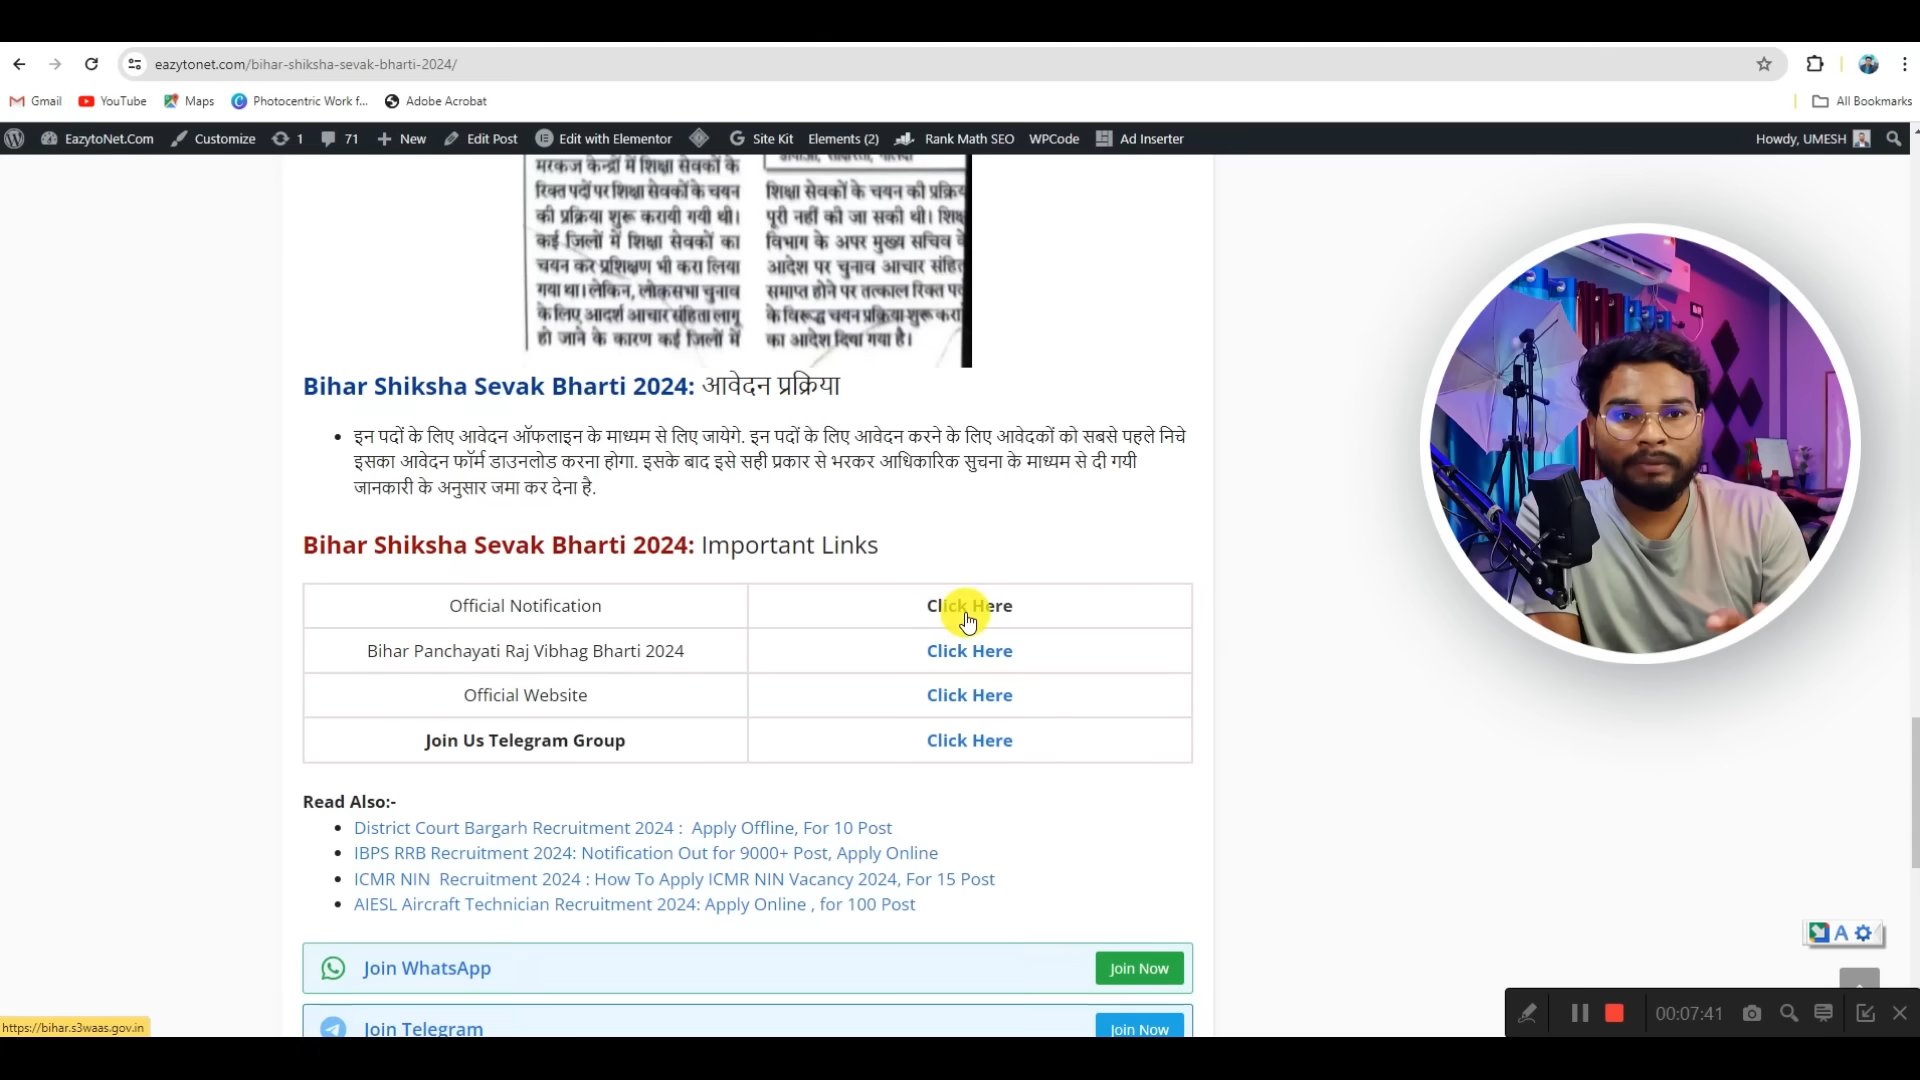 eazytonet.com/bihar-shiksha-sevak-bharti-2024/
Gmail YouTube Maps Photocentric Work f... Adobe Acrobat All Bookmarks
EazytoNet.Com Customize 1 71 New Edit Post Edit with Elementor Site Kit Elements (2) Rank Math SEO WPCode Ad Inserter Howdy, UMESH
मरकज केन्द्रों में शिक्षा सेवकों के
रिक्त पदों पर शिक्षा सेवकों के चयन
की प्रक्रिया शुरू करायी गयी थी।
कई जिलों में शिक्षा सेवकों का
चयन कर प्रशिक्षण भी करा लिया
गया था। लेकिन, लोकसभा चुनाव
के लिए आदर्श आचार संहिता लागू
हो जाने के कारण कई जिलों में
शिक्षा सेवकों के चयन की प्रक्रिय
पूरी नहीं की जा सकी थी। शिक्ष
विभाग के अपर मुख्य सचिव के
आदेश पर चुनाव आचार संहित
समाप्त होने पर तत्काल रिक्त पद
के विरूद्ध चयन प्रक्रिया शुरू करा
का आदेश दिया गया है।
Bihar Shiksha Sevak Bharti 2024: आवेदन प्रक्रिया
इन पदों के लिए आवेदन ऑफलाइन के माध्यम से लिए जायेगे. इन पदों के लिए आवेदन करने के लिए आवेदकों को सबसे पहले निचे
इसका आवेदन फॉर्म डाउनलोड करना होगा. इसके बाद इसे सही प्रकार से भरकर आधिकारिक सुचना के माध्यम से दी गयी
जानकारी के अनुसार जमा कर देना है.
Bihar Shiksha Sevak Bharti 2024: Important Links
Official Notification Click Here
Bihar Panchayati Raj Vibhag Bharti 2024 Click Here
Official Website Click Here
Join Us Telegram Group Click Here
Read Also:-
District Court Bargarh Recruitment 2024 : Apply Offline, For 10 Post
IBPS RRB Recruitment 2024: Notification Out for 9000+ Post, Apply Online
ICMR NIN Recruitment 2024 : How To Apply ICMR NIN Vacancy 2024, For 15 Post
AIESL Aircraft Technician Recruitment 2024: Apply Online , for 100 Post
Join WhatsApp Join Now
Join Telegram Join Now
https://bihar.s3waas.gov.in
A
00:07:41